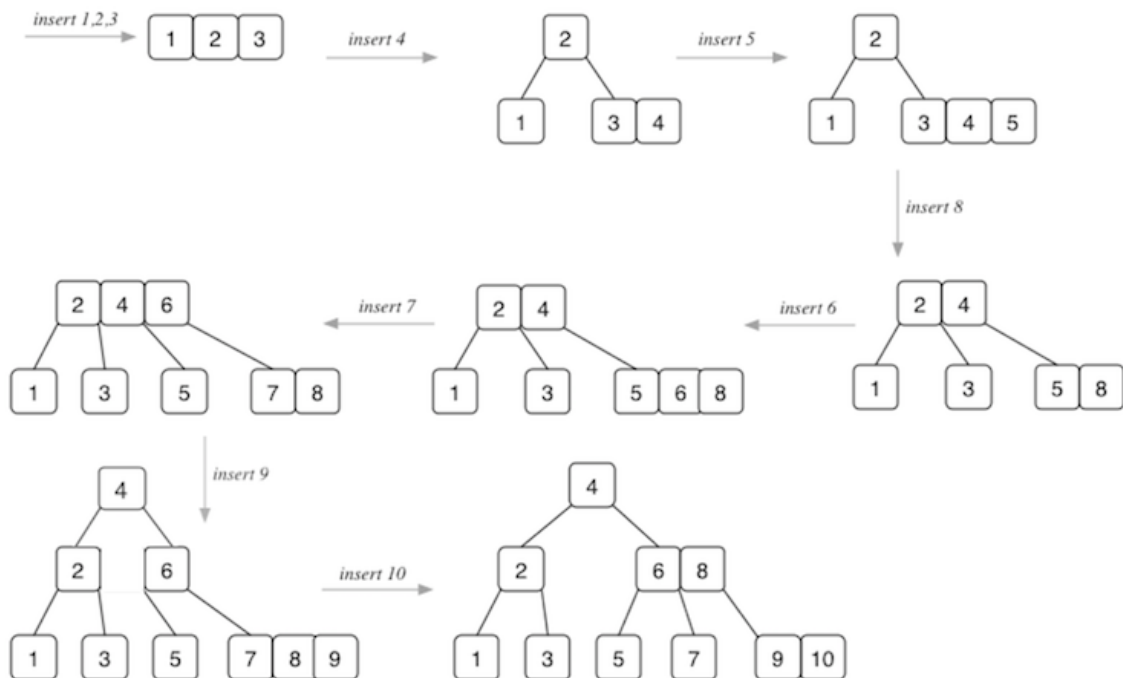 insert 1,2,3
1 2 3
insert 4
2
1
3 4
insert 5
2
1
3 4 5
insert 8
2 4
1
3
5 8
insert 6
2 4
1
3
5 6 8
insert 7
2 4 6
1
3
5
7 8
insert 9
4
2
6
1
3
5
7 8 9
insert 10
4
2
6 8
1
3
5
7
9 10